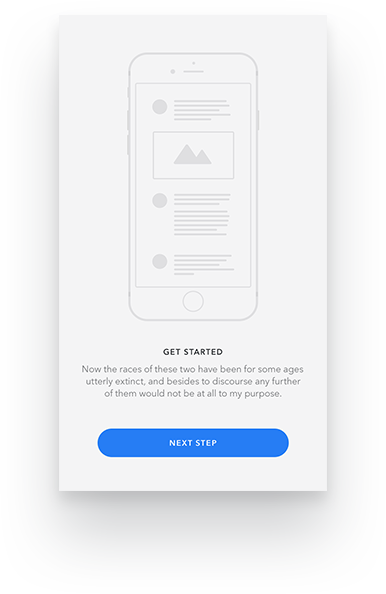 GET STARTED
Now the races of these two have been for some ages
utterly extinct, and besides to discourse any further
of them would not be at all to my purpose.
NEXT STEP